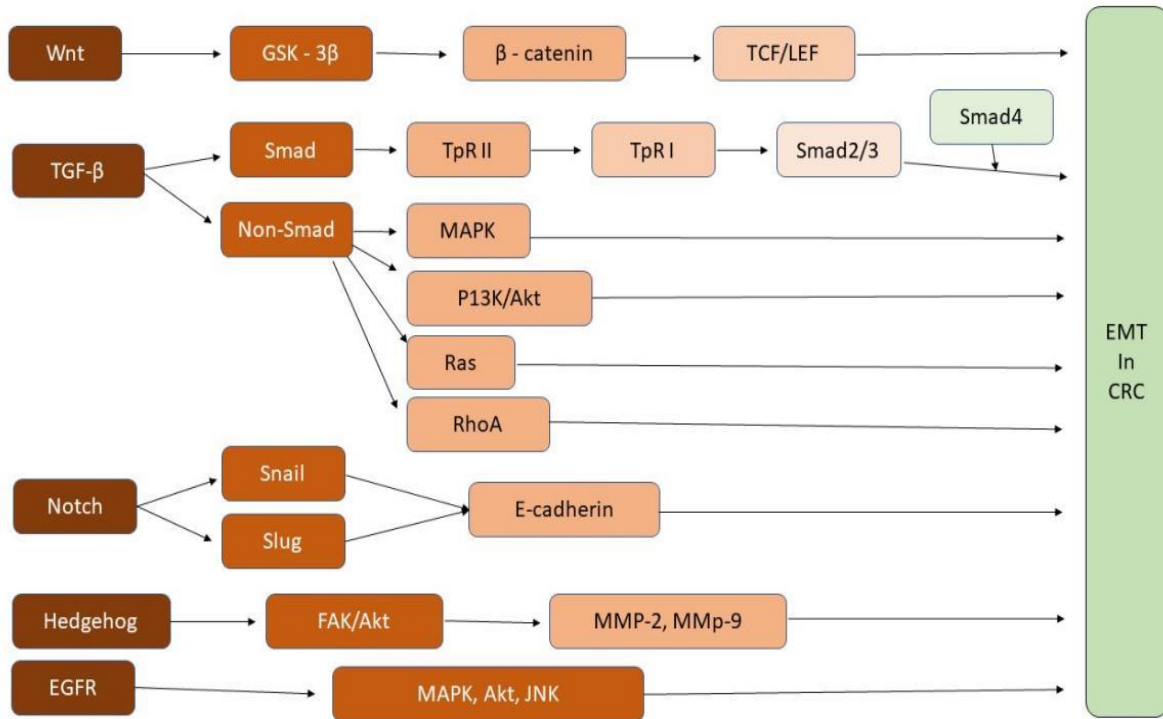 Wnt
GSK - 3β
β - catenin
TCF/LEF
Smad4
TGF-β
Smad
TpR II
TpR I
Smad2/3
Non-Smad
MAPK
P13K/Akt
Ras
RhoA
EMT
In
CRC
Notch
Snail
Slug
E-cadherin
Hedgehog
FAK/Akt
MMP-2, MMp-9
EGFR
MAPK, Akt, JNK